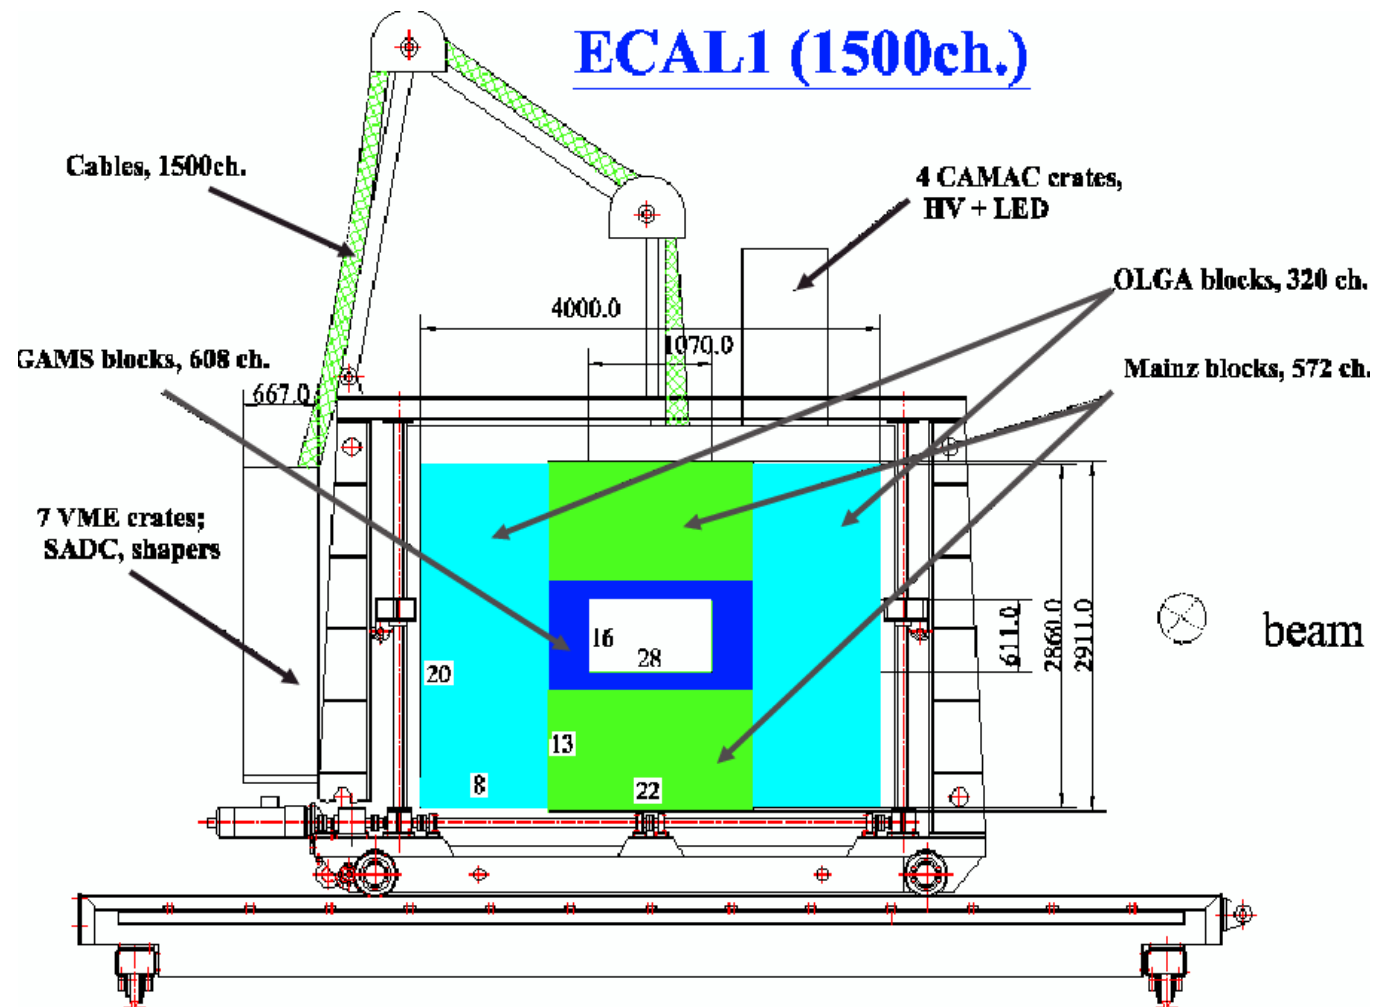 ECAL1 (1500ch.)
Cables, 1500ch.
4 CAMAC crates,
HV + LED
OLGA blocks, 320 ch.
4000.0
1070.0
GAMS blocks, 608 ch.
Mainz blocks, 572 ch.
667.0
7 VME crates;
SADC, shapers
16
28
20
13
8
22
611.0
2860.0
2911.0
beam